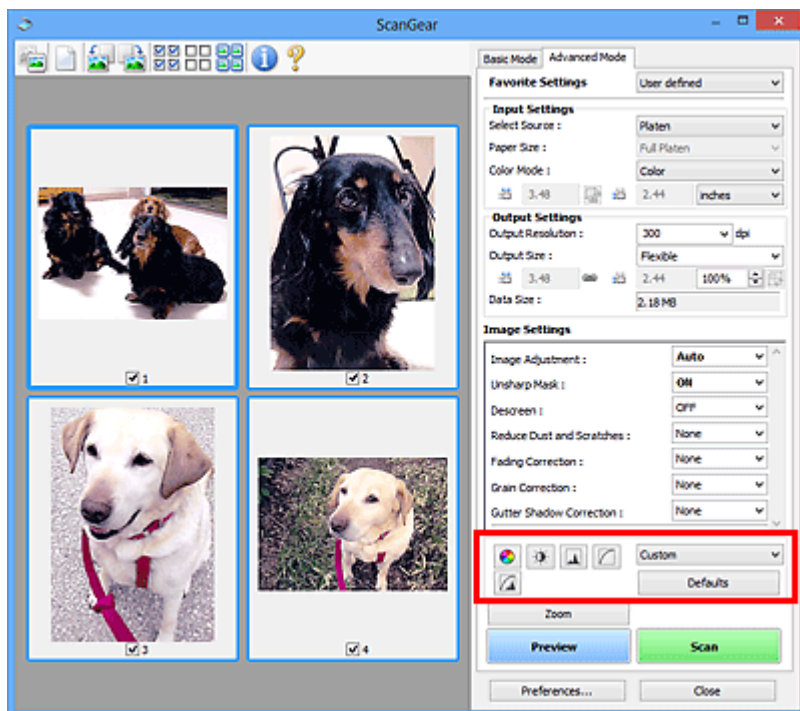 ScanGear
Basic Mode Advanced Mode
Favorite Settings User defined
Input Settings
Select Source : Platen
Paper Size : Full Platen
Color Mode : Color
3.48 2.44 inches
Output Settings
Output Resolution : 300 dpi
Output Size : Flexible
3.48 2.44 100%
Data Size : 2.18 MB
Image Settings
Image Adjustment : Auto
Unsharp Mask : ON
Descreen : OFF
Reduce Dust and Scratches : None
Fading Correction : None
Grain Correction : None
Gutter Shadow Correction : None
Custom
Defaults
Zoom
Preview Scan
Preferences... Close
1 2
3 4